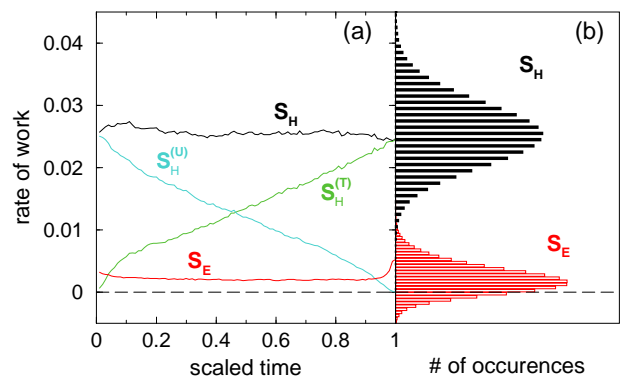 0.04
0.03
0.02
0.01
0
rate of work
(a)
S_H
S_H^(U)
S_H^(T)
S_E
0 0.2 0.4 0.6 0.8 1
scaled time
(b)
S_H
S_E
# of occurences